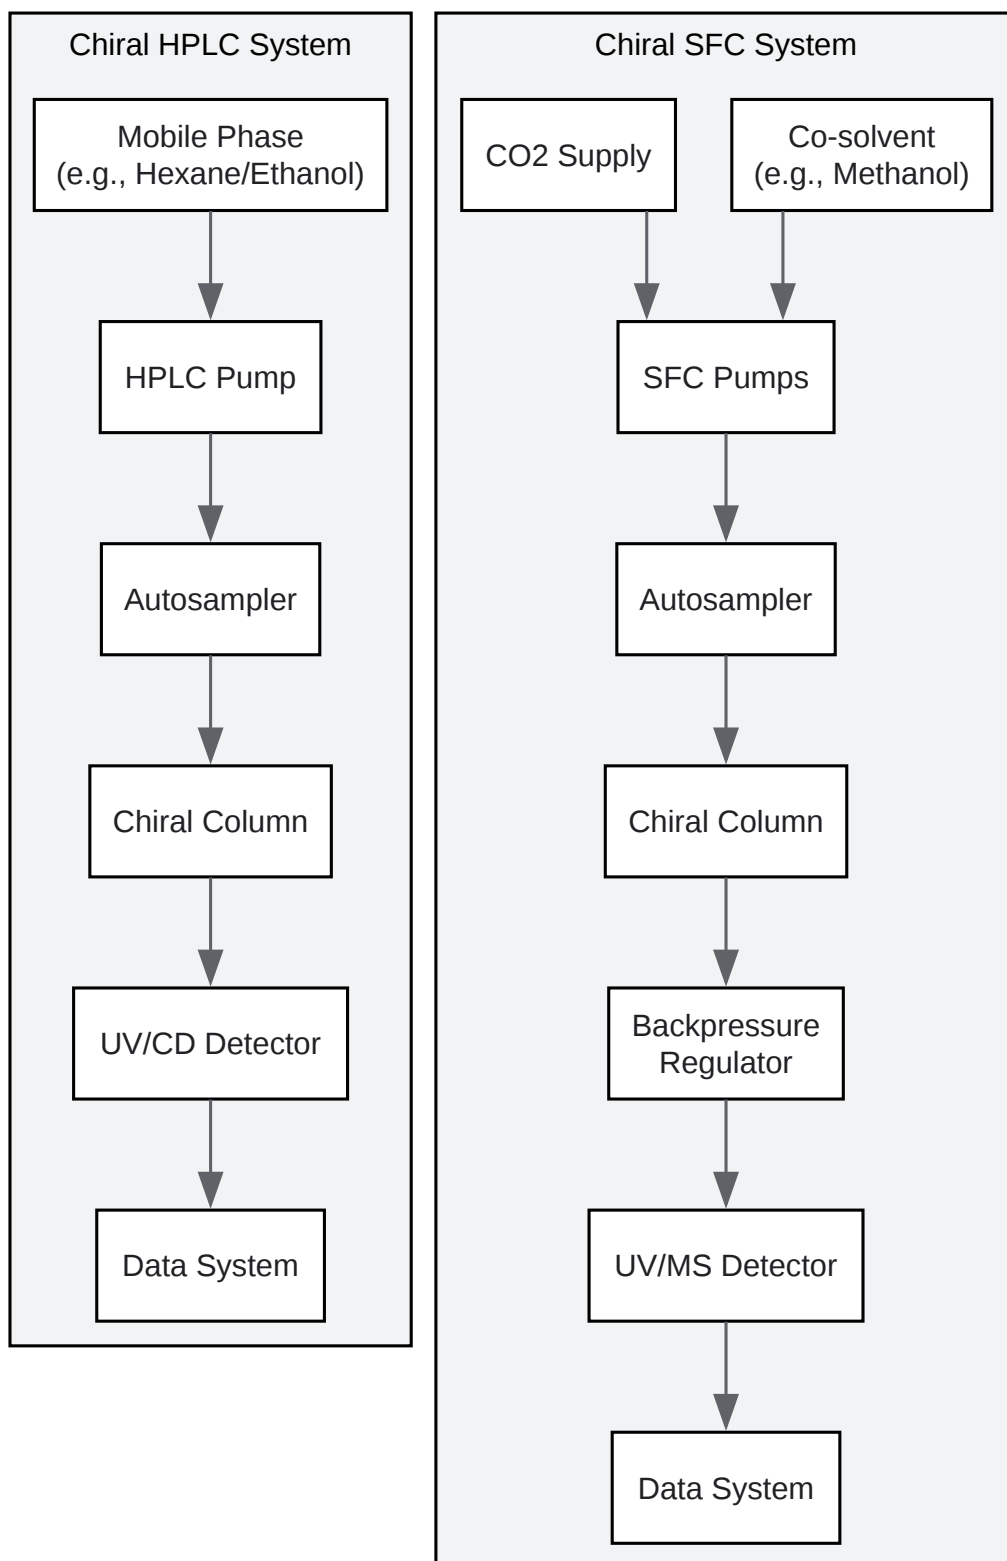 Chiral HPLC System
Mobile Phase
(e.g., Hexane/Ethanol)
HPLC Pump
Autosampler
Chiral Column
UV/CD Detector
Data System
Chiral SFC System
CO2 Supply
Co-solvent
(e.g., Methanol)
SFC Pumps
Autosampler
Chiral Column
Backpressure
Regulator
UV/MS Detector
Data System